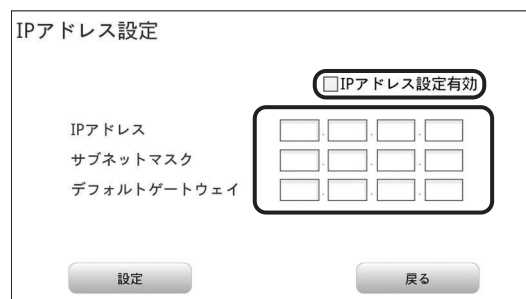 IPアドレス設定
□IPアドレス設定有効
IPアドレス . . .
サブネットマスク . . .
デフォルトゲートウェイ . . .
設定 戻る